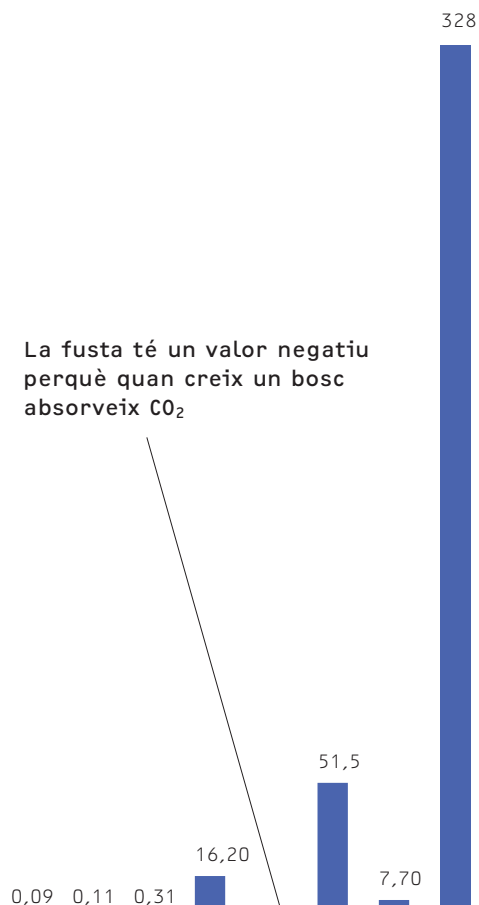 328
La fusta té un valor negatiu
perquè quan creix un bosc
absorveix CO₂
51,5
16,20
7,70
0,09 0,11 0,31